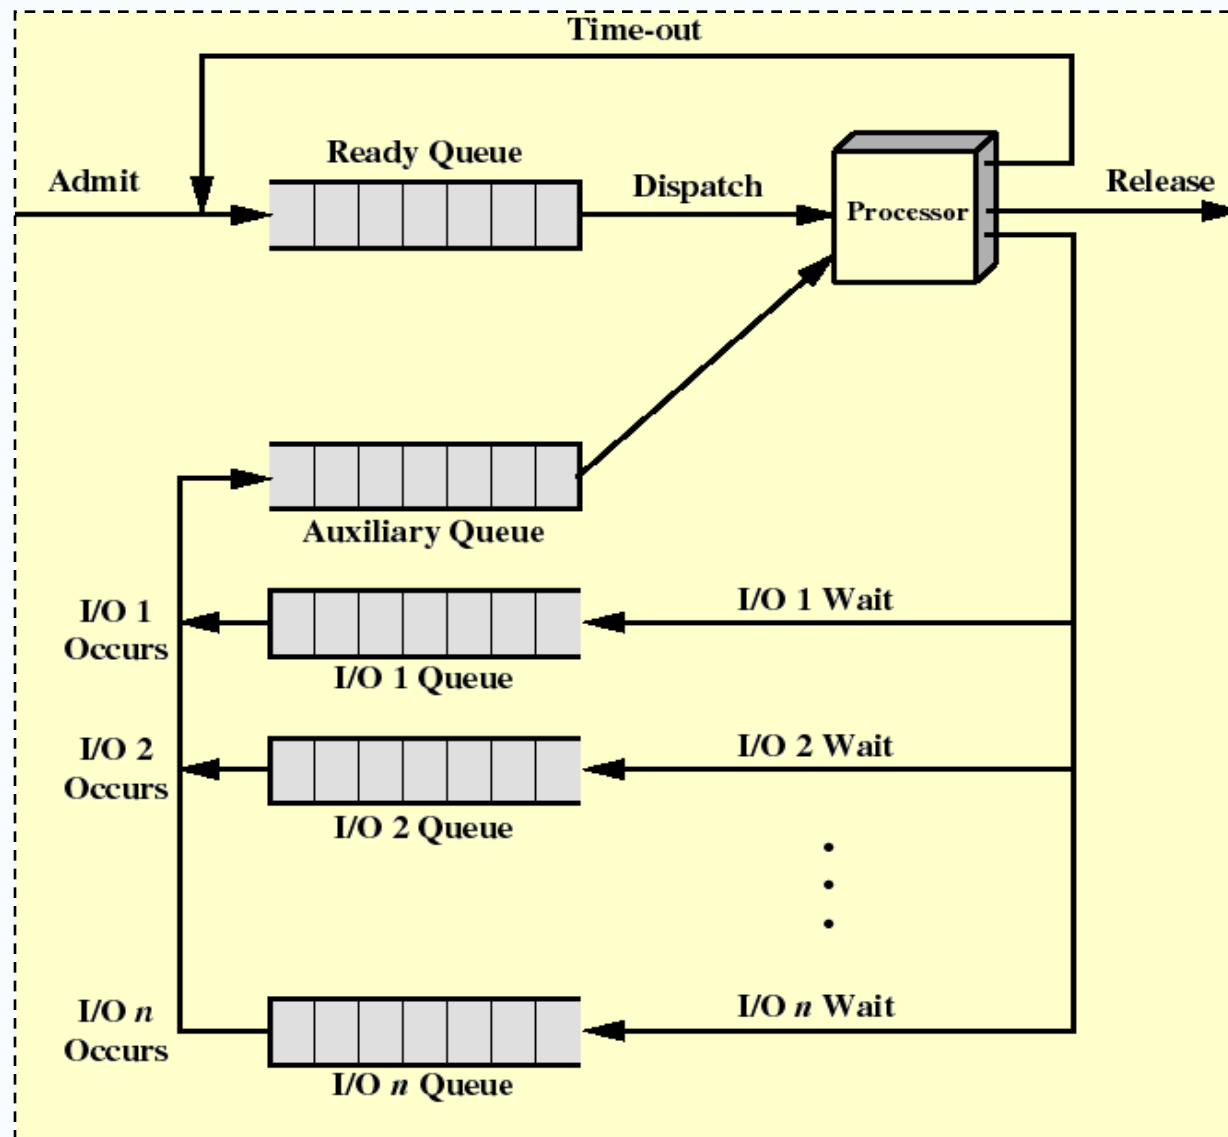 Time-out
Ready Queue
Admit
Dispatch
Release
Processor
Auxiliary Queue
I/O 1
Occurs
I/O 1 Wait
I/O 1 Queue
I/O 2
Occurs
I/O 2 Wait
I/O 2 Queue
I/O n
Occurs
I/O n Wait
I/O n Queue